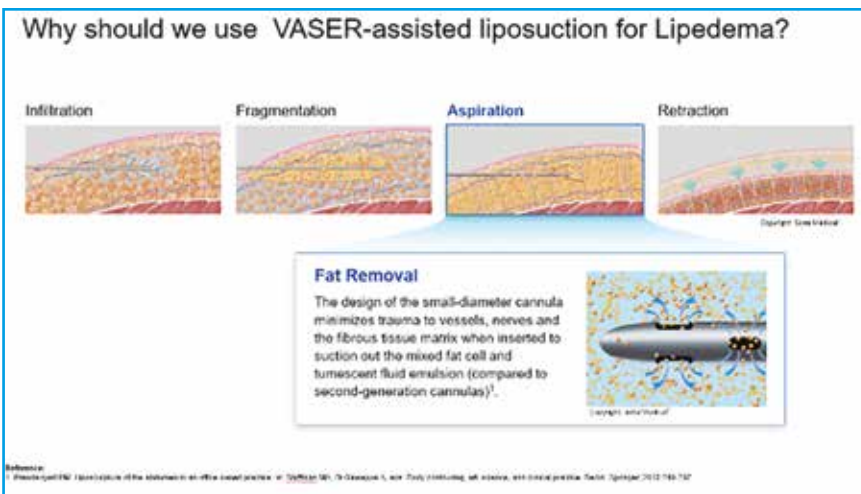 Why should we use VASER-assisted liposuction for Lipedema?
Infiltration
Fragmentation
Aspiration
Retraction
Copyright:
Fat Removal
The design of the small-diameter cannula
minimizes trauma to vessels, nerves and
the fibrous tissue matrix when inserted to
suction out the mixed fat cell and
tumescent fluid emulsion (compared to
second-generation cannulas)1.
Copyright:
Reference: